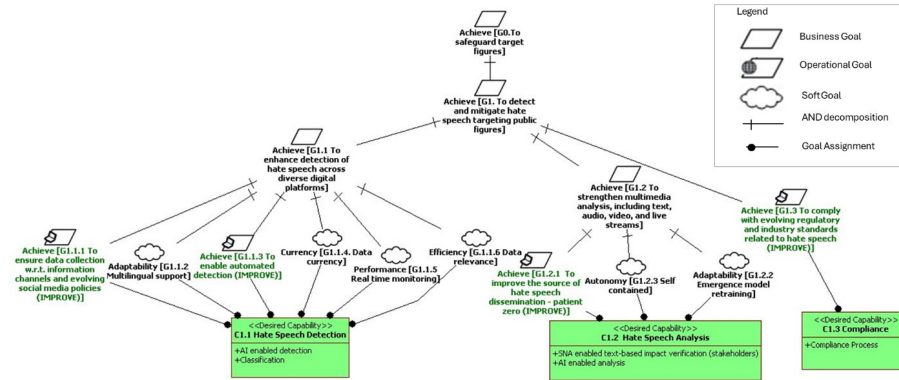 Legend
Business Goal
Operational Goal
Soft Goal
AND decomposition
Goal Assignment
Achieve [G0.To
safeguard target
figures]
Achieve [G1. To detect
and mitigate hate
speech targeting public
figures]
Achieve [G1.1 To
enhance detection of
hate speech across
diverse digital
platforms]
Achieve [G1.2 To
strengthen multimedia
analysis, including text,
audio, video, and live
streams]
Achieve [G1.3 To comply
with evolving regulatory
and industry standards
related to hate speech
(IMPROVE)]
Achieve [G1.1.1 To
ensure data collection
w.r.t. information
channels and evolving
social media policies
(IMPROVE)]
Adaptability [G1.1.2
Multilingual support]
Achieve [G1.1.3 To
enable automated
detection]
Currency [G1.1.4. Data
currency]
Performance [G1.1.5
Real time monitoring]
Efficiency [G1.1.6 Data
relevance]
Achieve [G1.2.1 To
improve the source of
hate speech
dissemination - patient
zero (IMPROVE)]
Autonomy [G1.2.3 Self
contained]
Adaptability [G1.2.2
Emergence model
retraining]
<<Desired Capability>>
C1.1 Hate Speech Detection
+AI enabled detection
+Classification
<<Desired Capability>>
C1.2 Hate Speech Analysis
+SNA enabled text-based impact verification (stakeholders)
+AI enabled analysis
<<Desired Capability>>
C1.3 Compliance
+Compliance Process